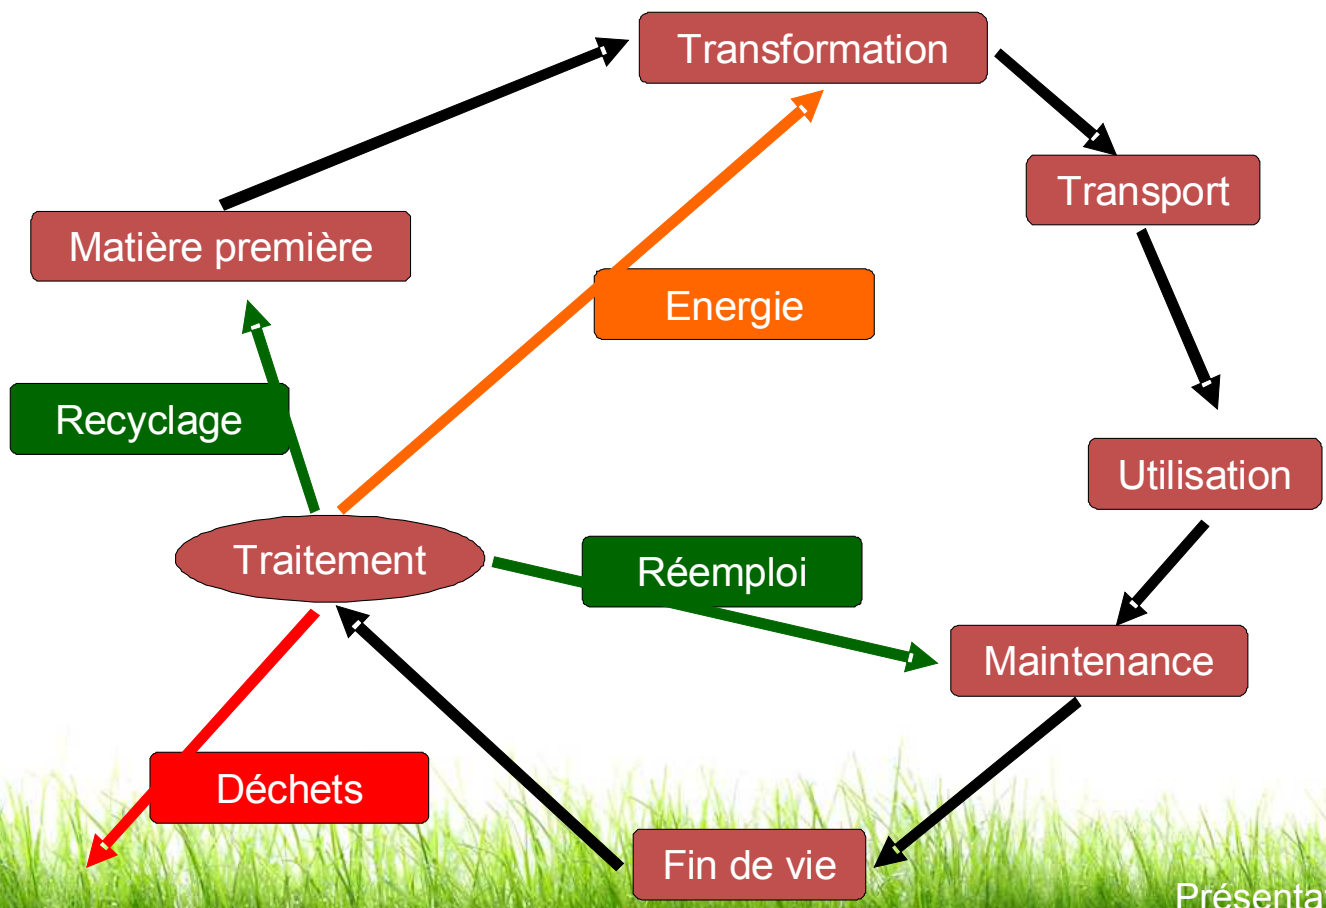 Transformation
Transport
Matière première
Energie
Recyclage
Utilisation
Traitement
Réemploi
Maintenance
Déchets
Fin de vie